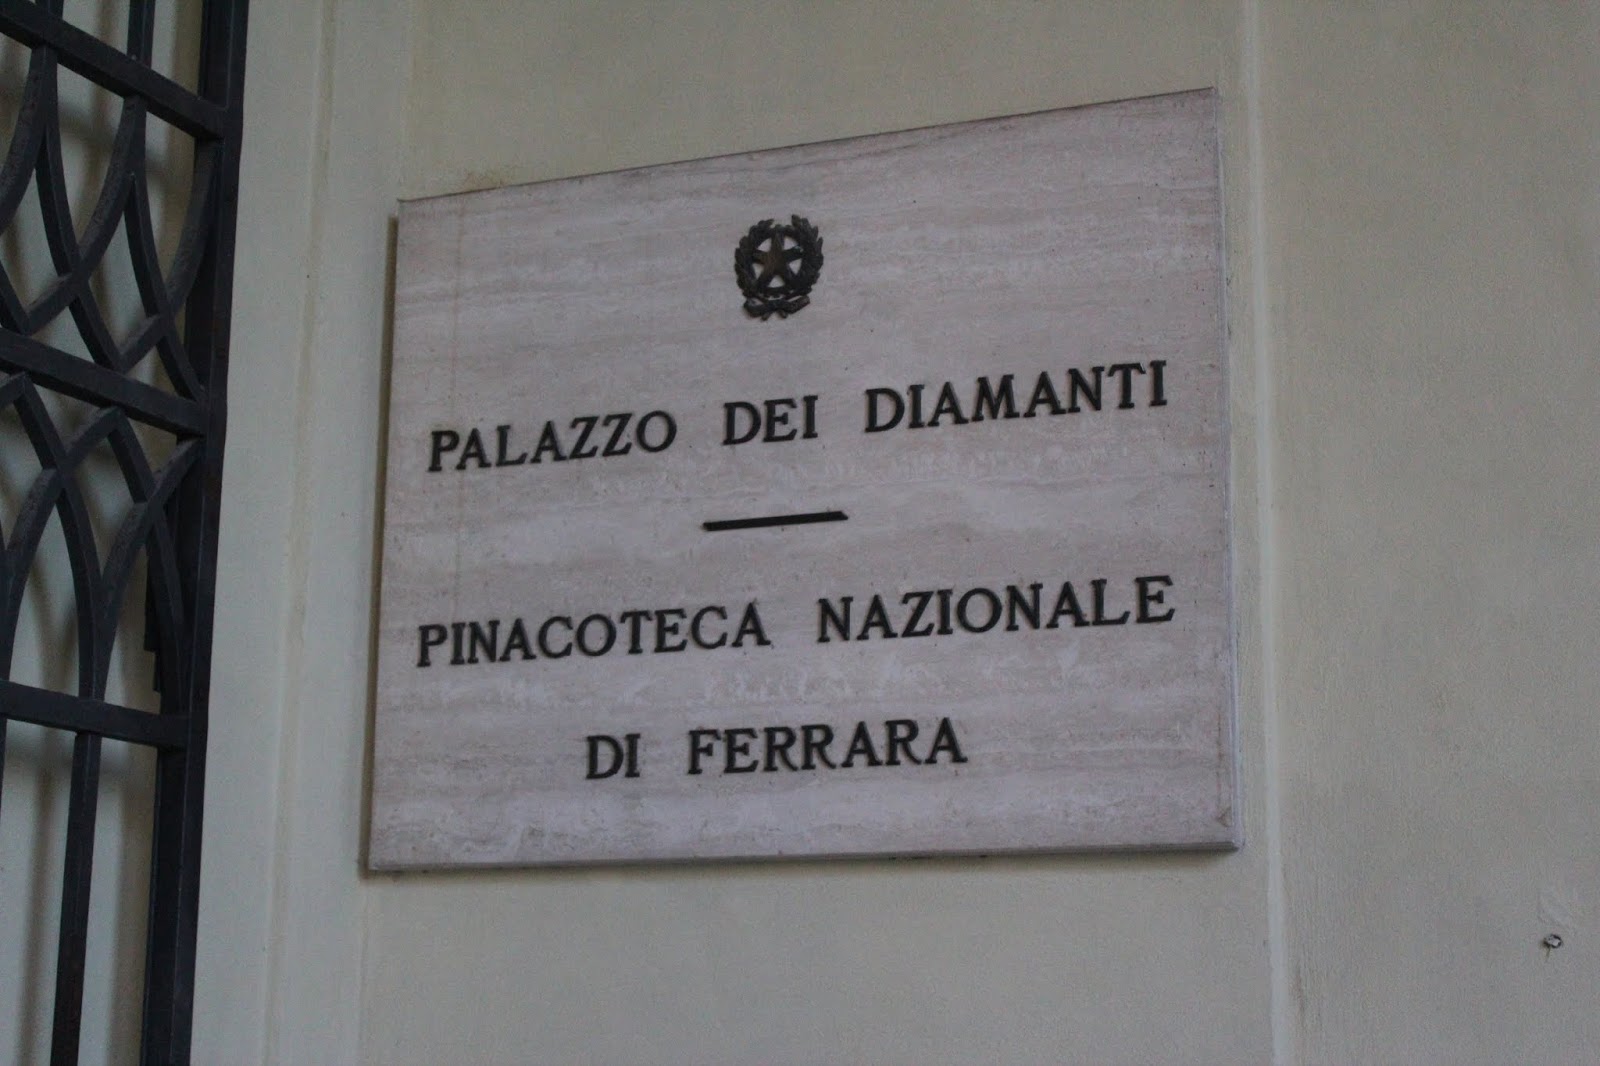 PALAZZO DEI DIAMANTI
PINACOTECA NAZIONALE
DI FERRARA